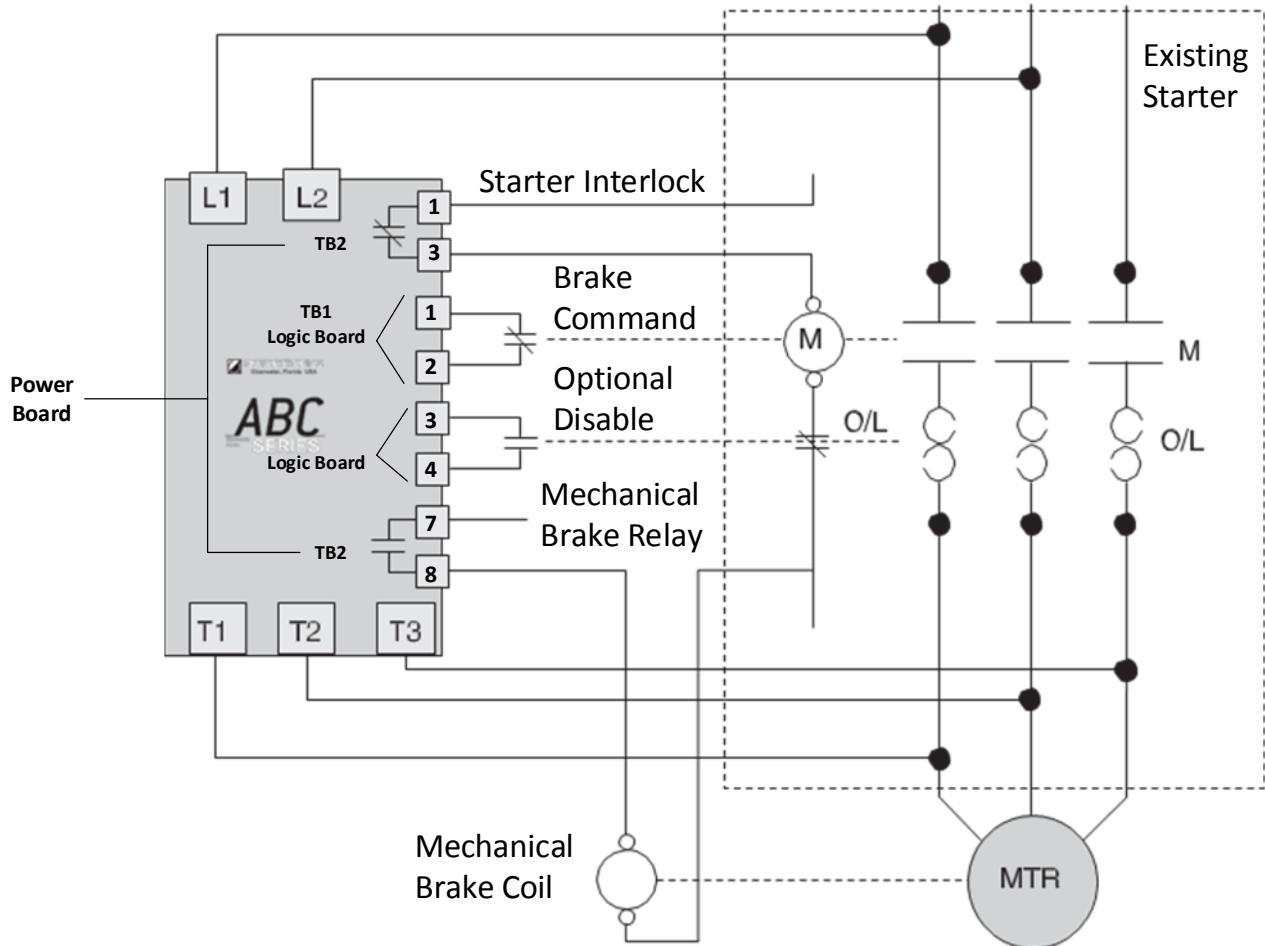 Existing
Starter
L1
L2
Starter Interlock
1
TB2
3
Brake
Command
TB1
Logic Board
1
2
M
M
Optional
Disable
Power
Board
ABC
SERIES
3
Logic Board
4
O/L
O/L
Mechanical
Brake Relay
7
TB2
8
T1
T2
T3
Mechanical
Brake Coil
MTR